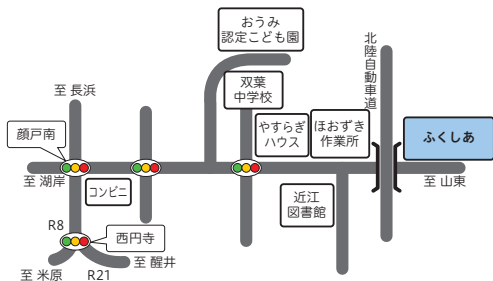 おうみ
認定こども園
北陸自動車道
至 長浜
双葉
中学校
顔戸南
やすらぎ
ハウス
ほおずき
作業所
ふくしあ
至 湖岸
コンビニ
至 山東
近江
図書館
R8
西円寺
至 米原
R21
至 醒井